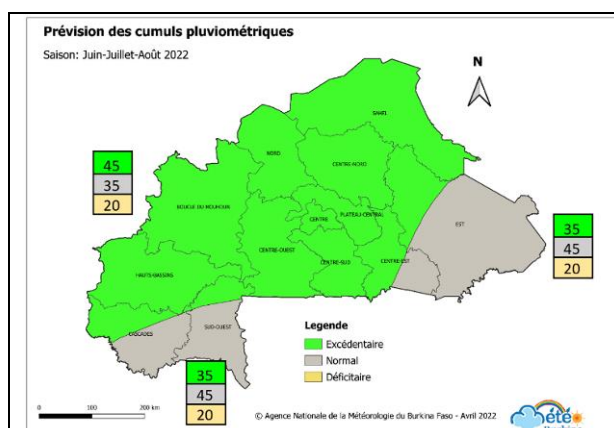 Prévision des cumuls pluviométriques
Saison: Juin-Juillet-Août 2022
N
SAHEL
NORD
CENTRE-NORD
45
35
20
BOUCLE DU MOUHOUN
CENTRE
PLATEAU-CENTRAL
EST
35
45
20
CENTRE-OUEST
CENTRE-SUD
CENTRE-EST
HAUTS-BASSINS
CASCADES
SUD-OUEST
Legende
Excédentaire
Normal
Déficitaire
35
45
20
0 100 200 km
© Agence Nationale de la Météorologie du Burkina Faso - Avril 2022
été